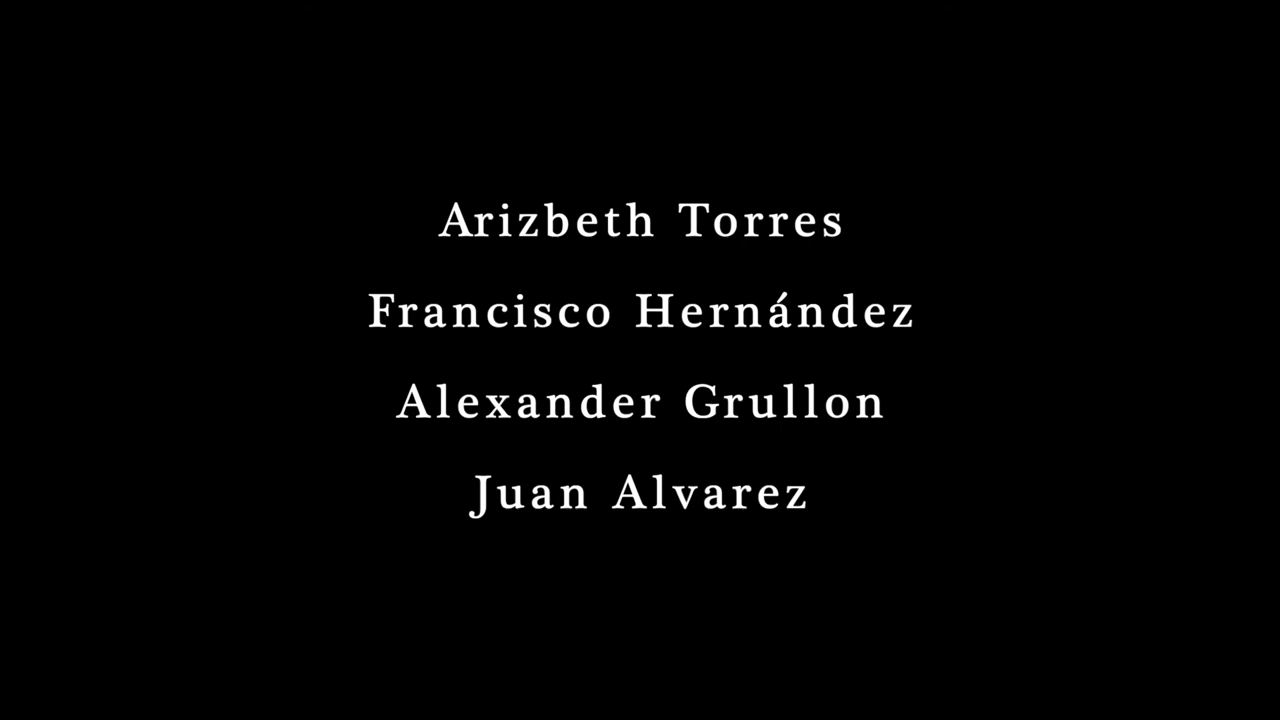 Arizbeth Torres
Francisco Hernández
Alexander Grullon
Juan Alvarez